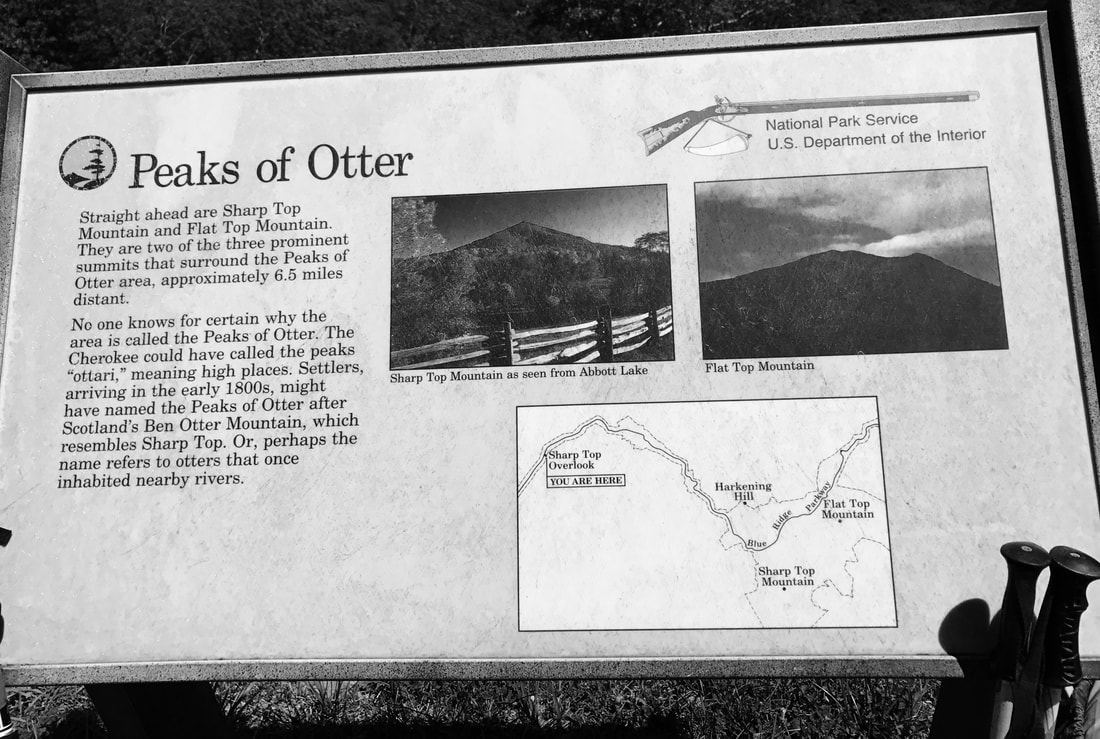 Peaks of Otter
National Park Service
U.S. Department of the Interior
Straight ahead are Sharp Top
Mountain and Flat Top Mountain.
They are two of the three prominent
summits that surround the Peaks of
Otter area, approximately 6.5 miles
distant.
No one knows for certain why the
area is called the Peaks of Otter. The
Cherokee could have called the peaks
“ottari,” meaning high places. Settlers,
arriving in the early 1800s, might
have named the Peaks of Otter after
Scotland’s Ben Otter Mountain, which
resembles Sharp Top. Or, perhaps the
name refers to otters that once
inhabited nearby rivers.
Sharp Top Mountain as seen from Abbott Lake
Flat Top Mountain
Sharp Top
Overlook
YOU ARE HERE
Harkening
Hill
Blue Ridge Parkway
Flat Top
Mountain
Sharp Top
Mountain